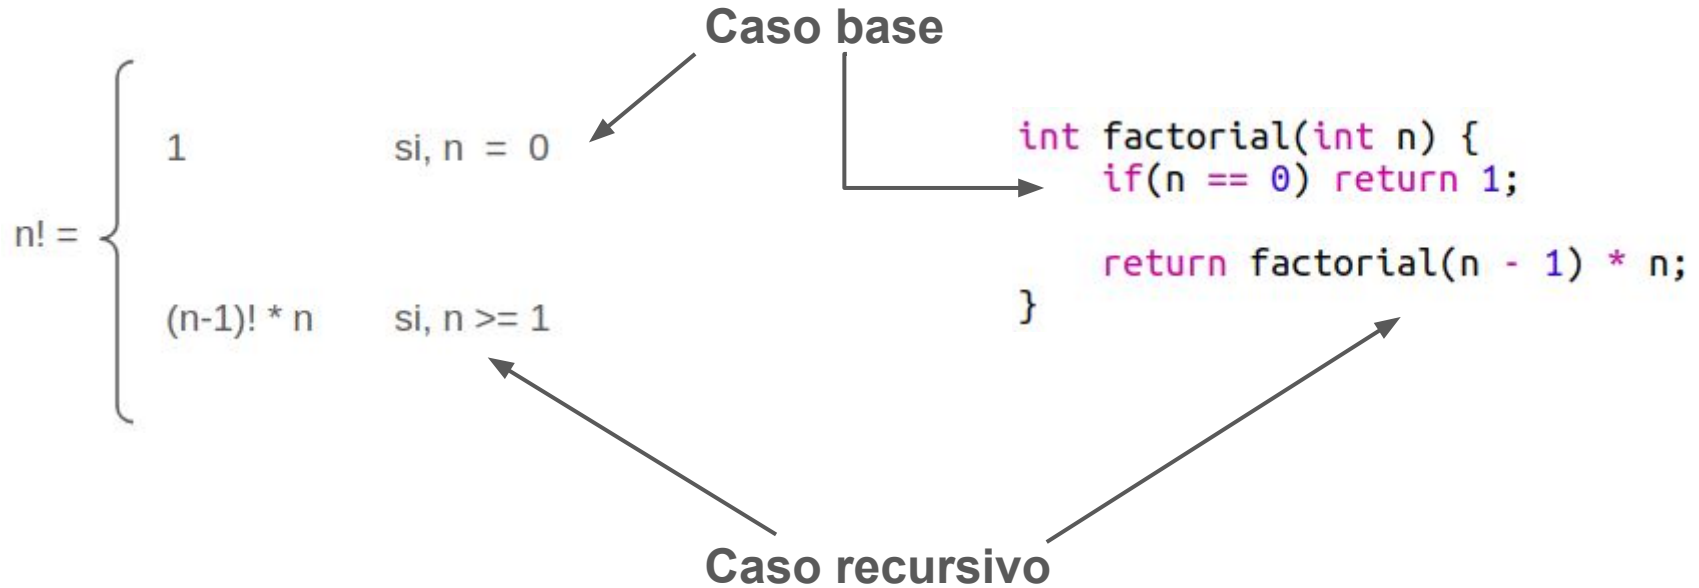 Caso base
n! =
1 si, n = 0
(n-1)! * n si, n >= 1
int factorial(int n) {
if(n == 0) return 1;
return factorial(n - 1) * n;
}
Caso recursivo